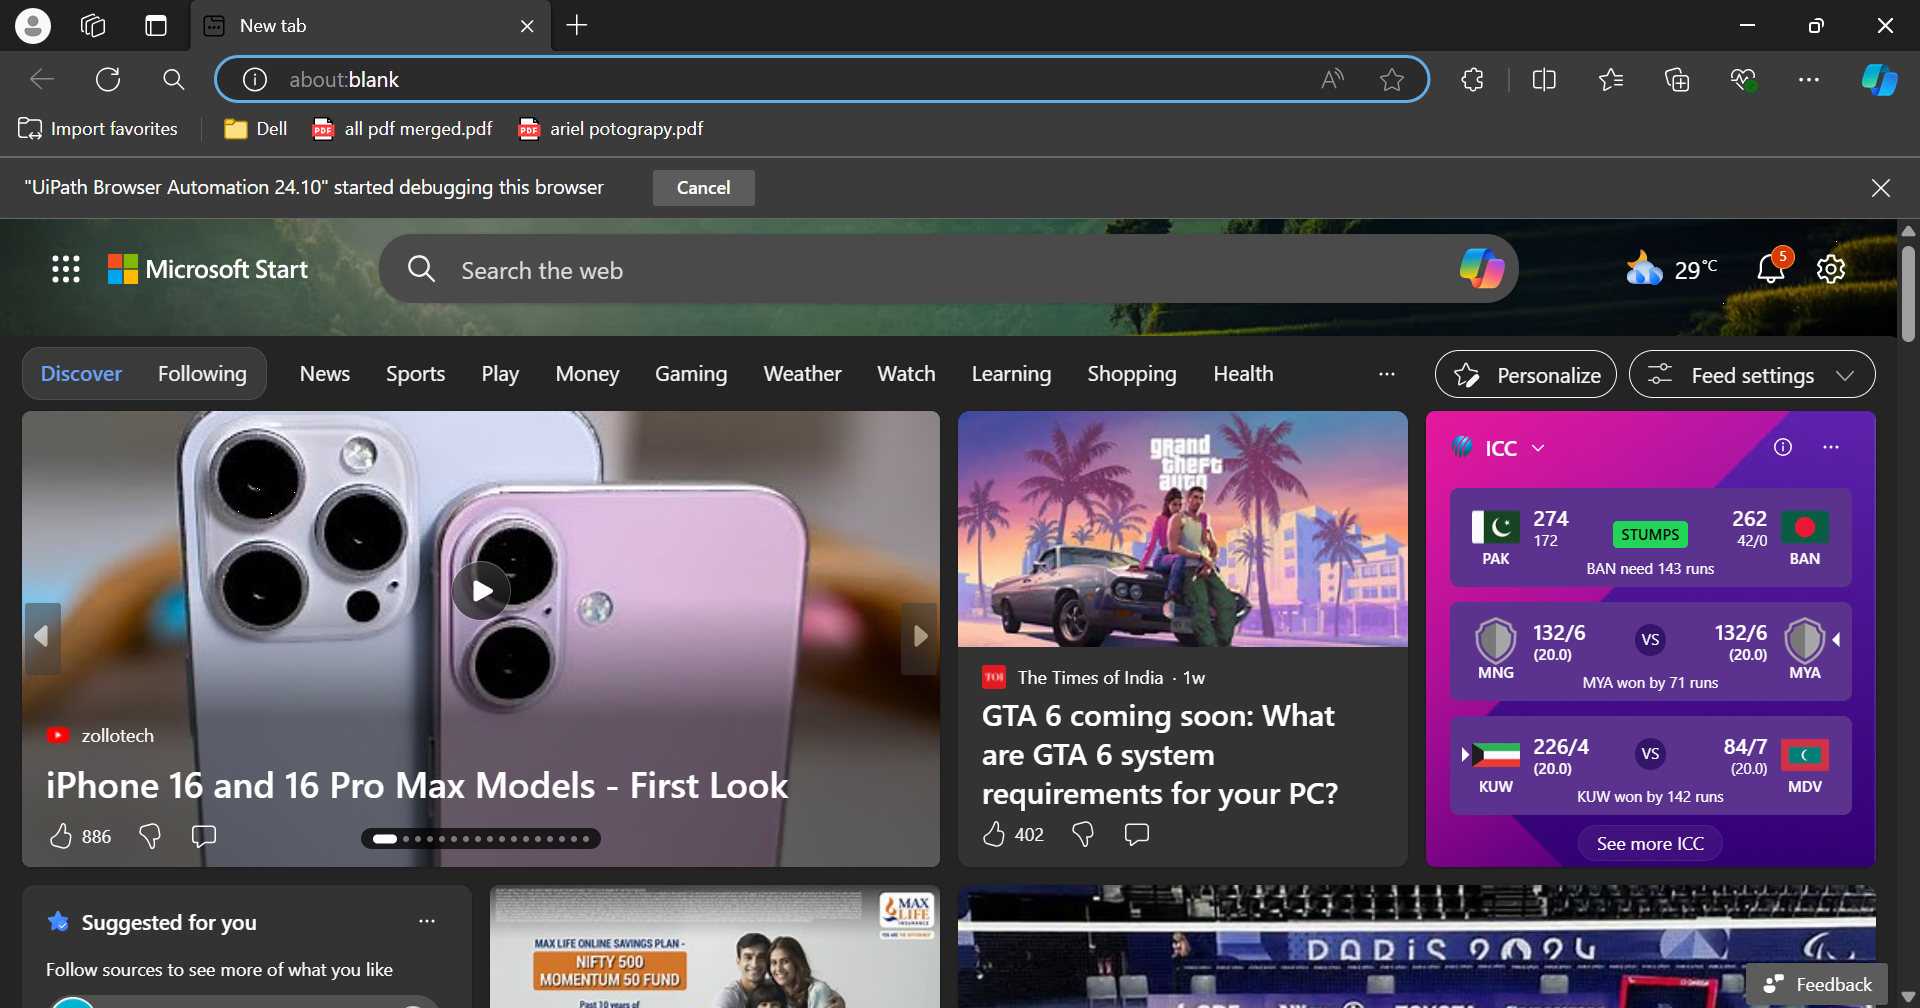 New tab
about:blank
Import favorites
Dell
all pdf merged.pdf
ariel potograpy.pdf
"UiPath Browser Automation 24.10" started debugging this browser
Cancel
Microsoft Start
Search the web
29°C
5
Discover
Following
News
Sports
Play
Money
Gaming
Weather
Watch
Learning
Shopping
Health
Personalize
Feed settings
zollotech
iPhone 16 and 16 Pro Max Models - First Look
886
grand
theft
auto
TOI
The Times of India · 1w
GTA 6 coming soon: What
are GTA 6 system
requirements for your PC?
402
ICC
274
172
PAK
STUMPS
262
42/0
BAN
BAN need 143 runs
132/6
(20.0)
MNG
VS
132/6
(20.0)
MYA
MYA won by 71 runs
226/4
(20.0)
KUW
VS
84/7
(20.0)
MDV
KUW won by 142 runs
See more ICC
Suggested for you
Follow sources to see more of what you like
MAX
LIFE
INSURANCE
MAX LIFE ONLINE SAVINGS PLAN -
NIFTY 500
MOMENTUM 50 FUND
Past 10 years of
PARIS 2024
Feedback